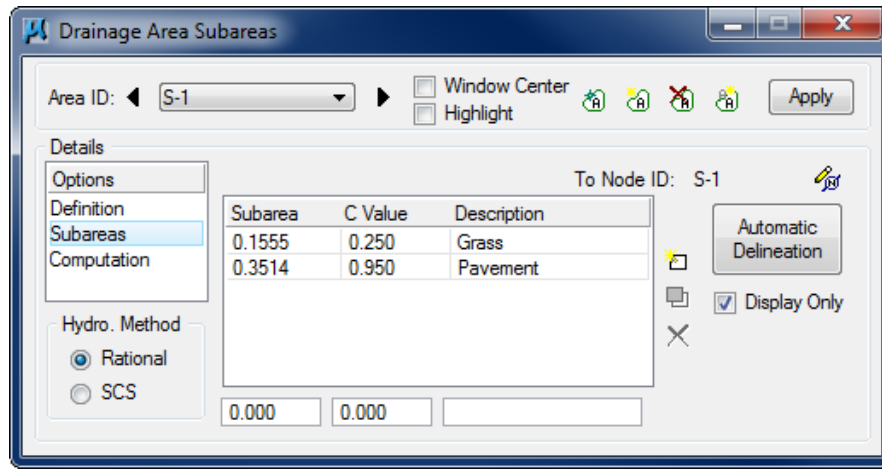 Drainage Area Subareas
Area ID: S-1 Window Center Apply
Highlight
Details
Options To Node ID: S-1
Definition Subarea C Value Description Automatic Delineation
Subareas 0.1555 0.250 Grass
Computation 0.3514 0.950 Pavement
Display Only
Hydro. Method
Rational
SCS
0.000 0.000